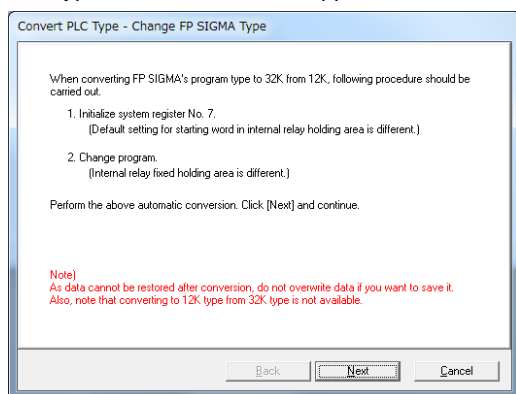 Convert PLC Type - Change FP SIGMA Type
When converting FP SIGMA's program type to 32K from 12K, following procedure should be
carried out.
1. Initialize system register No. 7.
(Default setting for starting word in internal relay holding area is different.)
2. Change program.
(Internal relay fixed holding area is different.)
Perform the above automatic conversion. Click [Next] and continue.
Note)
As data cannot be restored after conversion, do not overwrite data if you want to save it.
Also, note that converting to 12K type from 32K type is not available.
Back Next Cancel